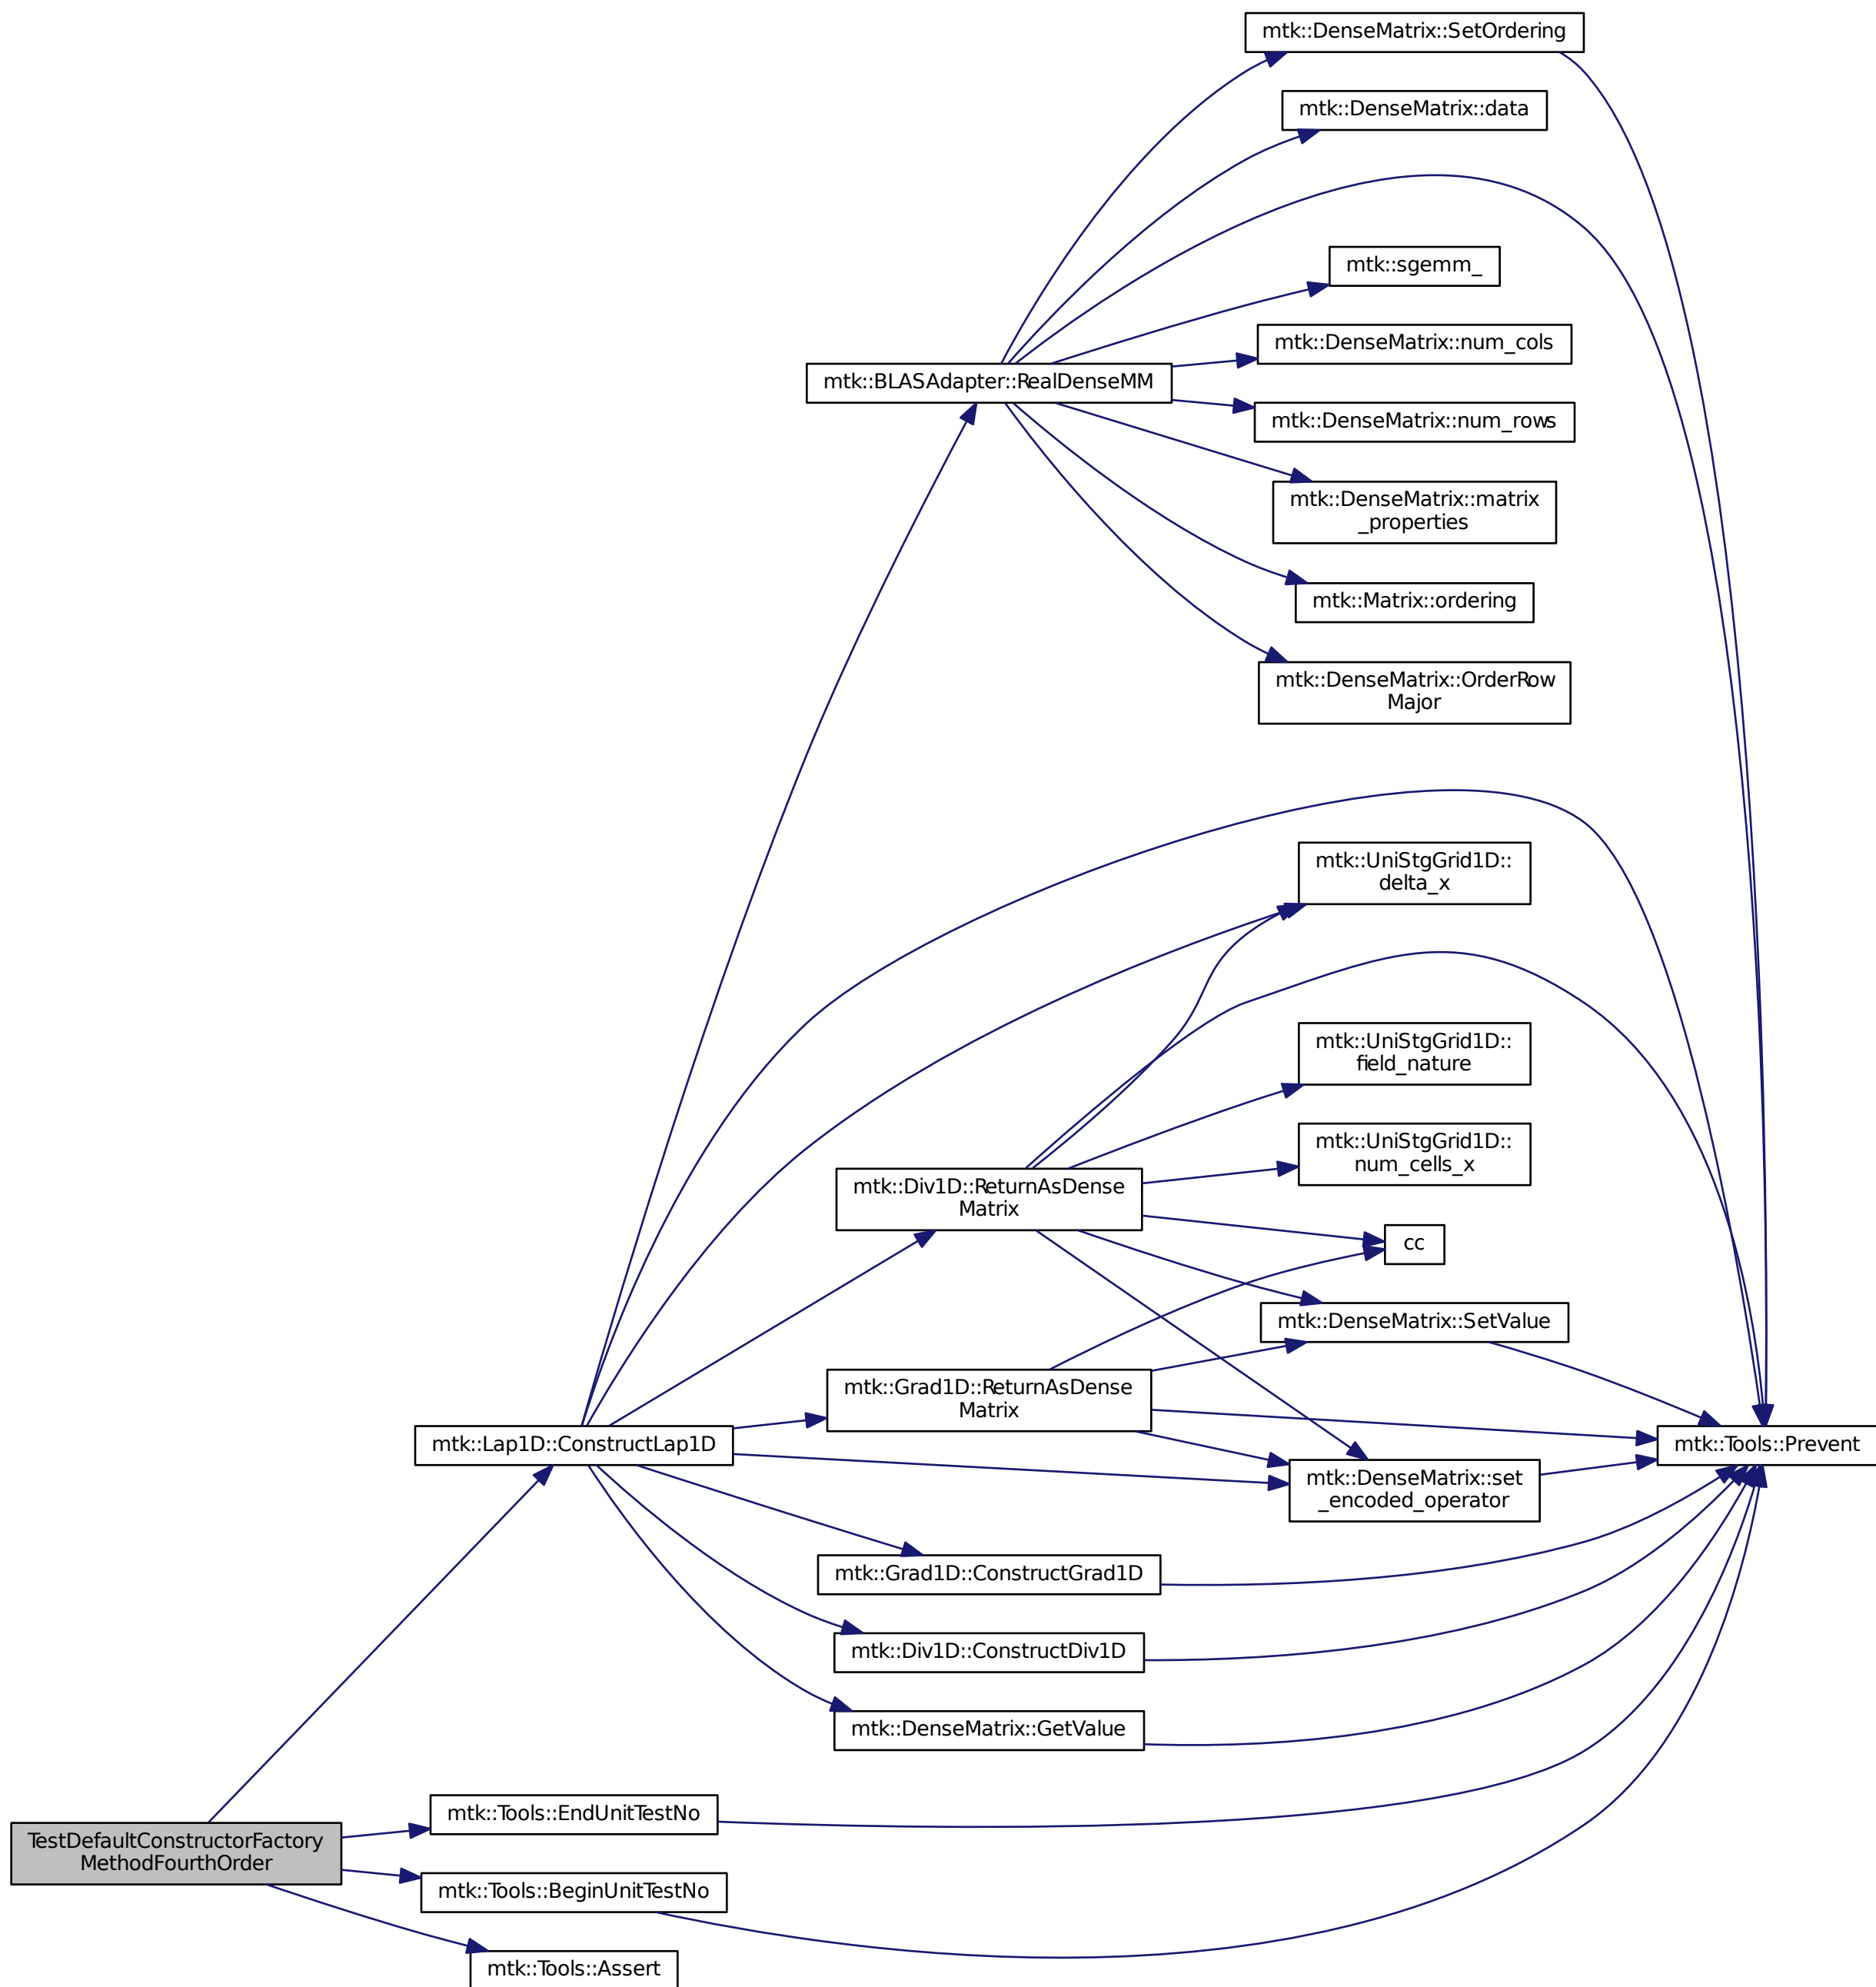 mtk::DenseMatrix::SetOrdering
mtk::DenseMatrix::data
mtk::sgemm_
mtk::DenseMatrix::num_cols
mtk::BLASAdapter::RealDenseMM
mtk::DenseMatrix::num_rows
mtk::DenseMatrix::matrix
_properties
mtk::Matrix::ordering
mtk::DenseMatrix::OrderRow
Major
mtk::UniStgGrid1D::
delta_x
mtk::UniStgGrid1D::
field_nature
mtk::UniStgGrid1D::
num_cells_x
mtk::Div1D::ReturnAsDense
Matrix
cc
mtk::DenseMatrix::SetValue
mtk::Grad1D::ReturnAsDense
Matrix
mtk::Lap1D::ConstructLap1D
mtk::Tools::Prevent
mtk::DenseMatrix::set
_encoded_operator
mtk::Grad1D::ConstructGrad1D
mtk::Div1D::ConstructDiv1D
mtk::DenseMatrix::GetValue
mtk::Tools::EndUnitTestNo
TestDefaultConstructorFactory
MethodFourthOrder
mtk::Tools::BeginUnitTestNo
mtk::Tools::Assert